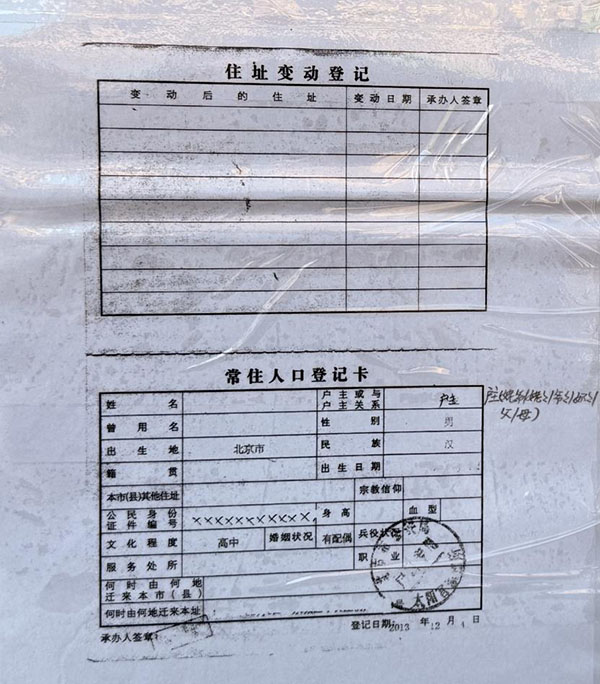 住址变动登记
变动后的住址 变动日期 承办人签章
常住人口登记卡
姓名 户主或与户主关系 户主
曾用名 性别 男
出生地 北京市 民族 汉
籍贯 出生日期
本市(县)其他住址 宗教信仰
公民身份证件编号 ××××××.×××× 身高 血型
文化程度 高中 婚姻状况 有配偶 兵役状况
服务处所 职业
何时由何地迁来本市(县)
何时由何地迁来本址
承办人签章: 登记日期: 2013 年 12 月 1 日